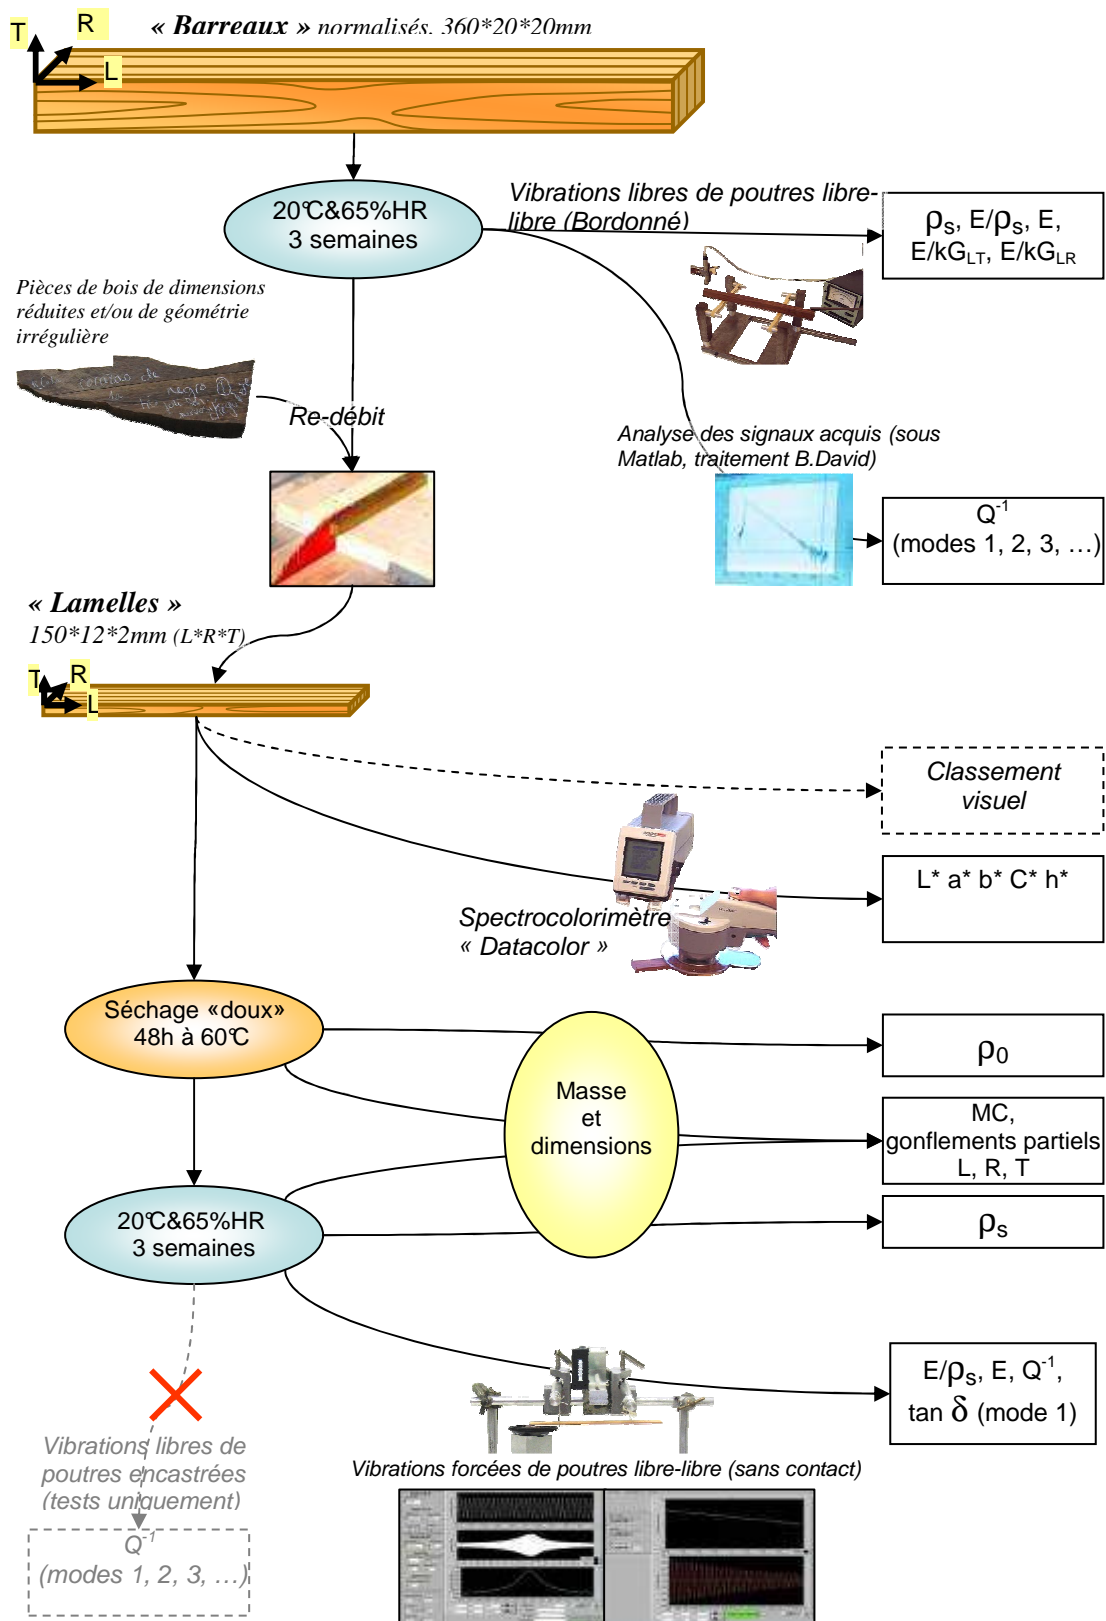 « Barreaux » normalisés. 360*20*20mm
T
R
L
20°C&65%HR
3 semaines
Vibrations libres de poutres libre-
libre (Bordonné)
ρs, E/ρs, E,
E/kGLT, E/kGLR
Pièces de bois de dimensions
réduites et/ou de géométrie
irrégulière
corazao de
negro
Re-débit
Analyse des signaux acquis (sous
Matlab, traitement B.David)
Q-1
(modes 1, 2, 3, …)
« Lamelles »
150*12*2mm (L*R*T)
T
R
L
Classement
visuel
L* a* b* C* h*
Spectrocolorimètre
« Datacolor »
Séchage «doux»
48h à 60°C
Masse
et
dimensions
ρ0
MC,
gonflements partiels
L, R, T
20°C&65%HR
3 semaines
ρs
E/ρs, E, Q-1,
tan δ (mode 1)
Vibrations libres de
poutres encastrées
(tests uniquement)
Q-1
(modes 1, 2, 3, …)
Vibrations forcées de poutres libre-libre (sans contact)